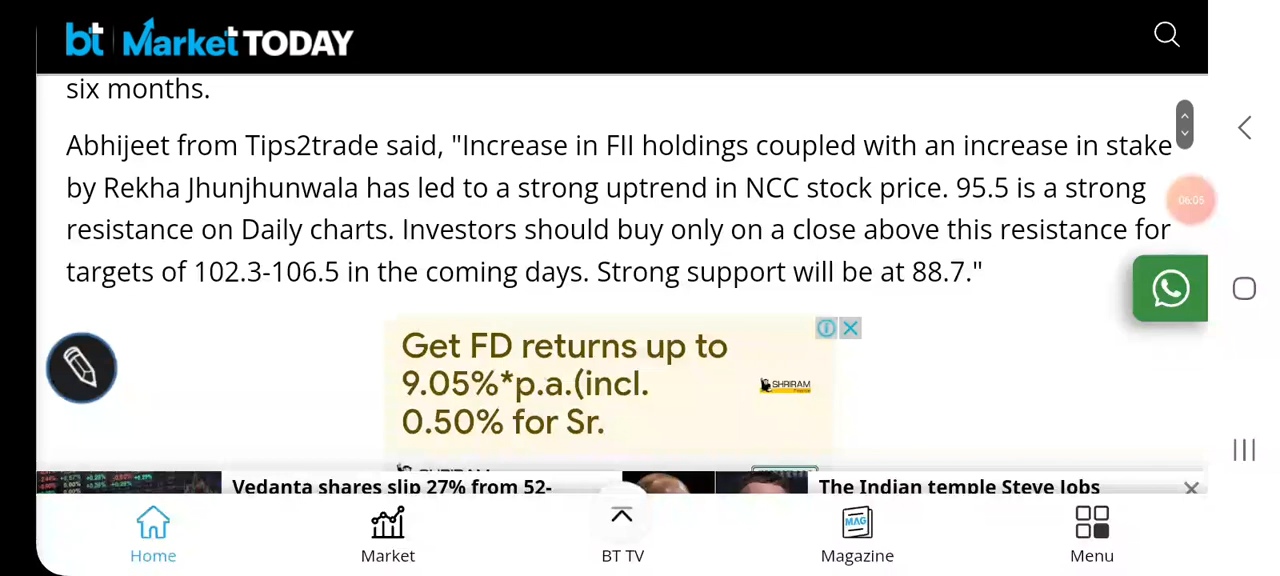 bt Market TODAY
six months.
Abhijeet from Tips2trade said, "Increase in FII holdings coupled with an increase in stake
by Rekha Jhunjhunwala has led to a strong uptrend in NCC stock price. 95.5 is a strong
06:05
resistance on Daily charts. Investors should buy only on a close above this resistance for
targets of 102.3-106.5 in the coming days. Strong support will be at 88.7."
Get FD returns up to
9.05%*p.a.(incl.
SHRIRAM
0.50% for Sr.
SHRIRAM
Vedanta shares slip 27% from 52-
The Indian temple Steve Jobs
MAG
Home
Market
BT TV
Magazine
Menu